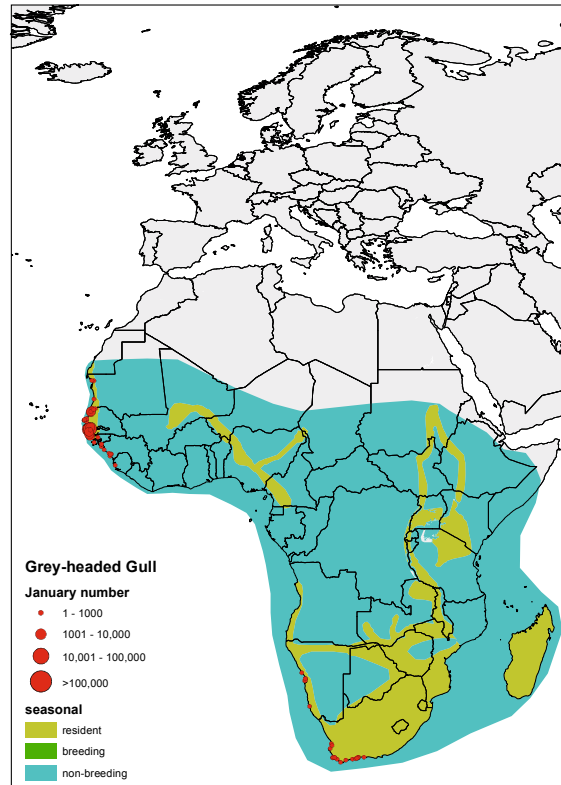 Grey-headed Gull
January number
1 - 1000
1001 - 10,000
10,001 - 100,000
>100,000
seasonal
resident
breeding
non-breeding